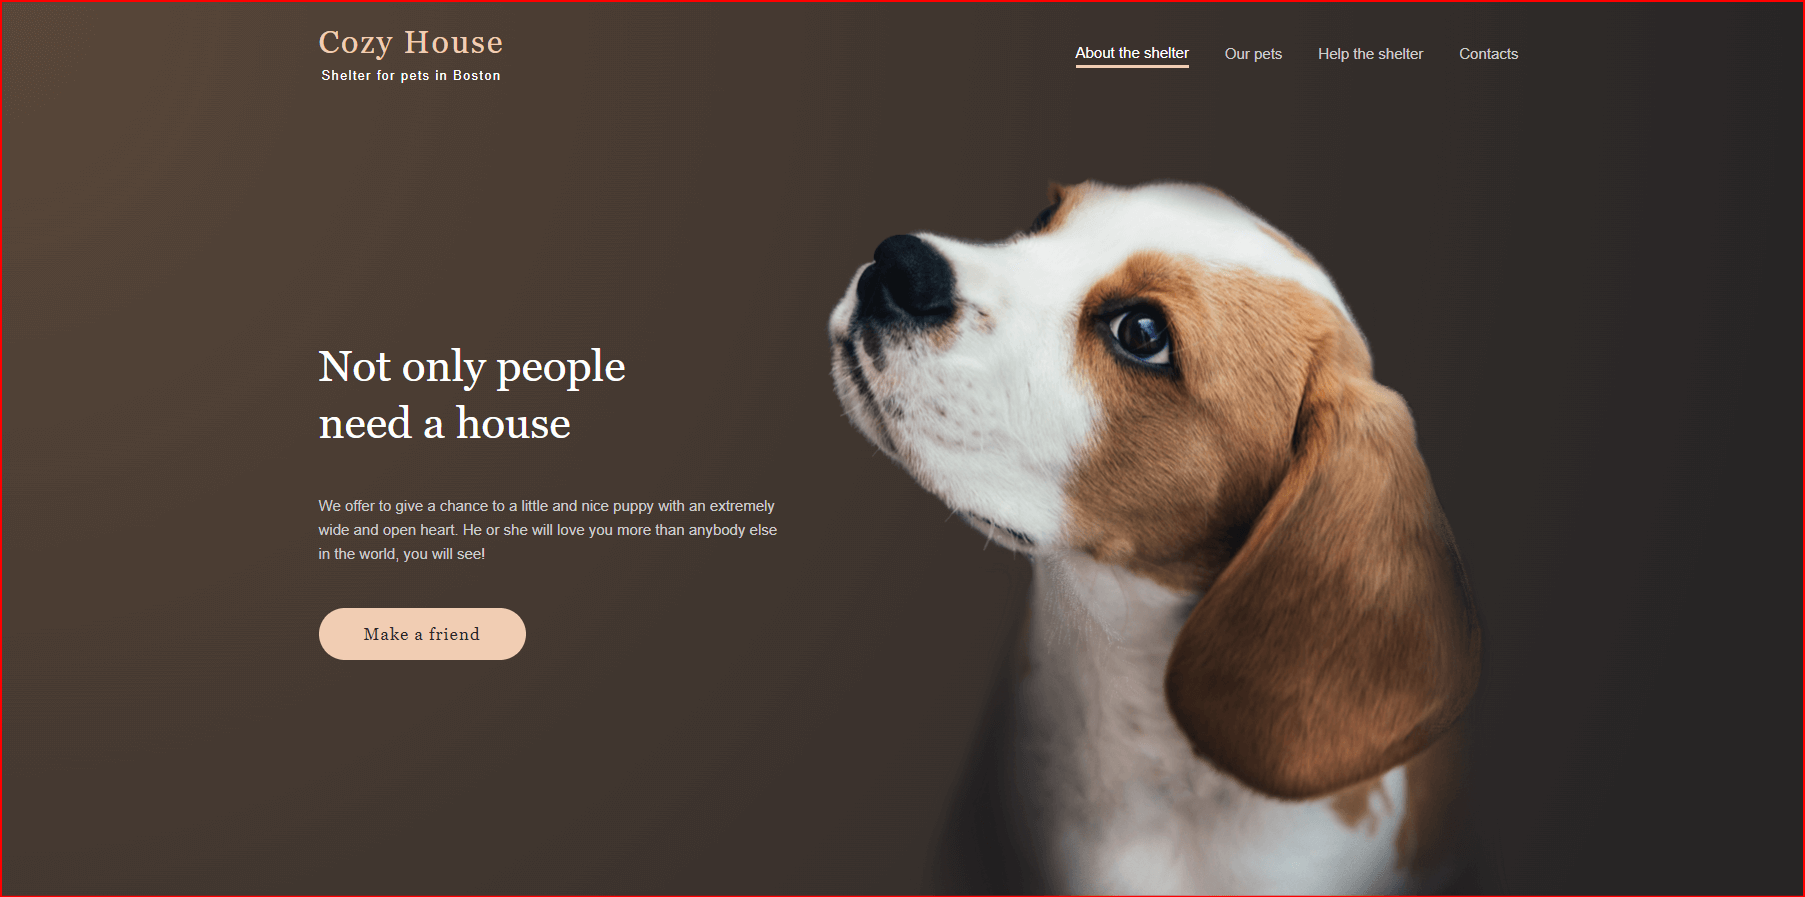 Cozy House
Shelter for pets in Boston
About the shelter
Our pets
Help the shelter
Contacts
Not only people
need a house
We offer to give a chance to a little and nice puppy with an extremely
wide and open heart. He or she will love you more than anybody else
in the world, you will see!
Make a friend